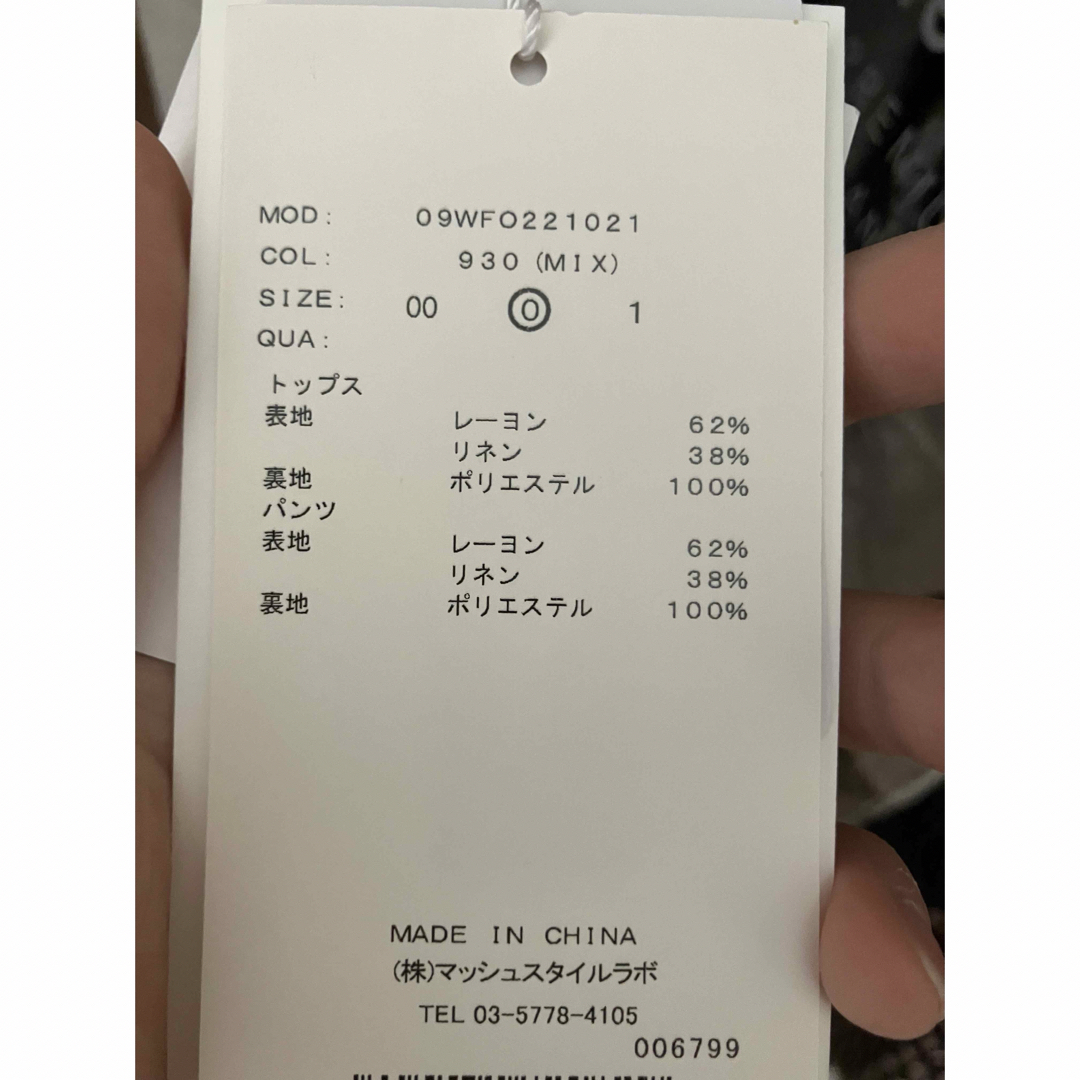 MOD: 09WFO221021
COL: 930 (MIX)
SIZE: 00 0 1
QUA:
トップス
表地 レーヨン 62%
リネン 38%
裏地 ポリエステル 100%
パンツ
表地 レーヨン 62%
リネン 38%
裏地 ポリエステル 100%
MADE IN CHINA
(株)マッシュスタイルラボ
TEL 03-5778-4105
006799